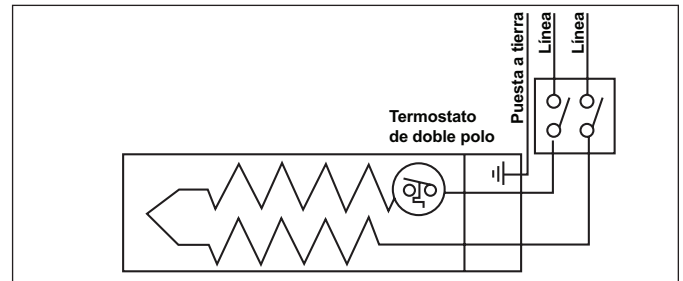 Puesta a tierra
Línea
Línea
Termostato
de doble polo